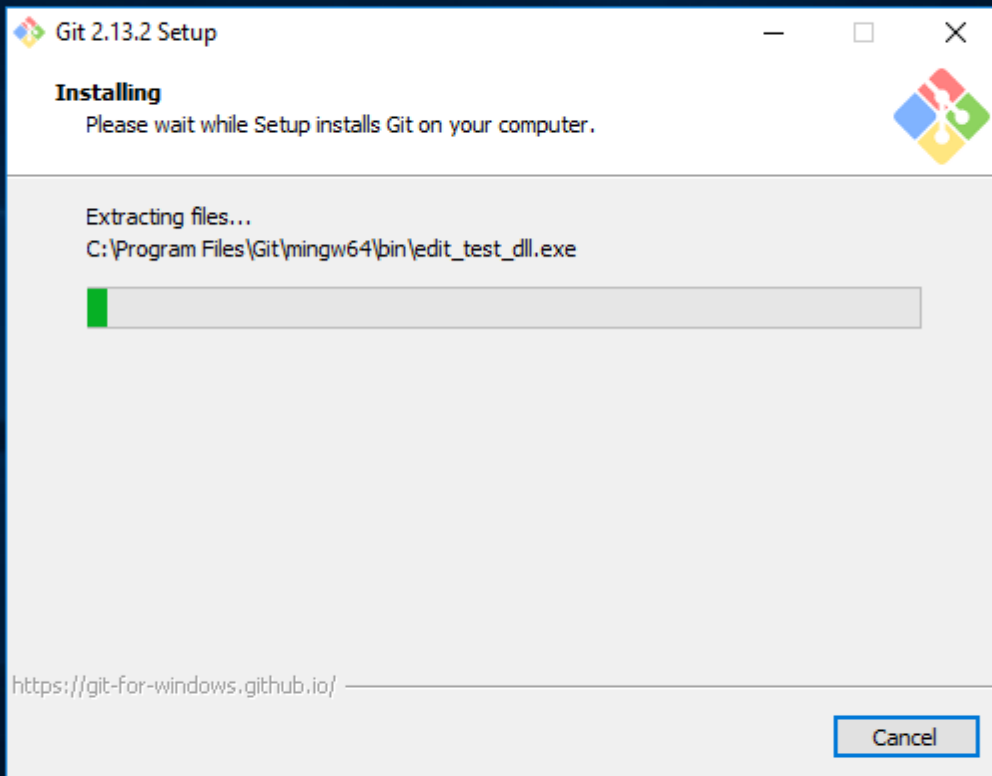 Git 2.13.2 Setup
Installing
Please wait while Setup installs Git on your computer.
Extracting files...
C:\Program Files\Git\mingw64\bin\edit_test_dll.exe
https://git-for-windows.github.io/
Cancel